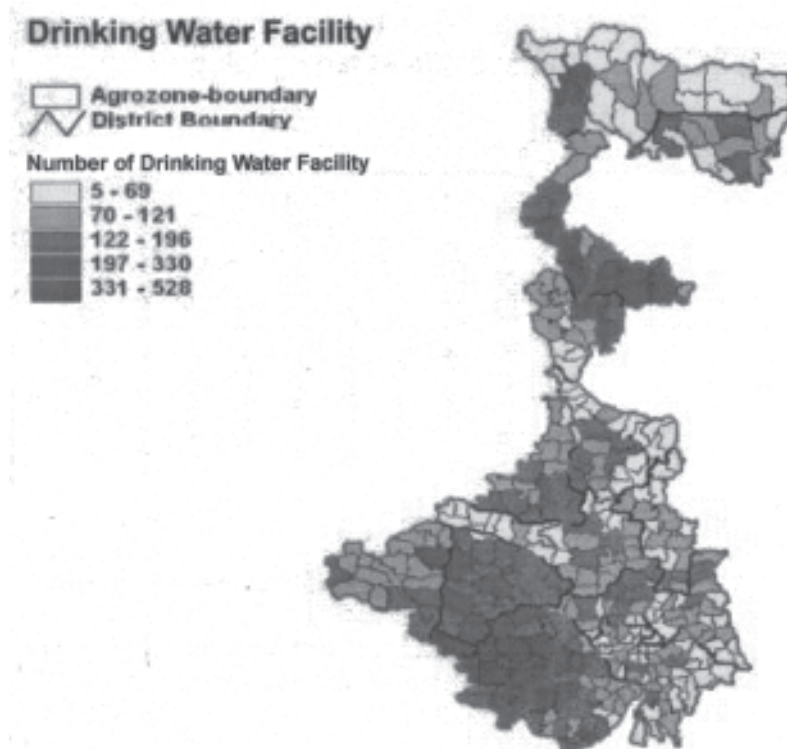 Drinking Water Facility
Agrozone-boundary
District Boundary
Number of Drinking Water Facility
5 - 69
70 - 121
122 - 196
197 - 330
331 - 528